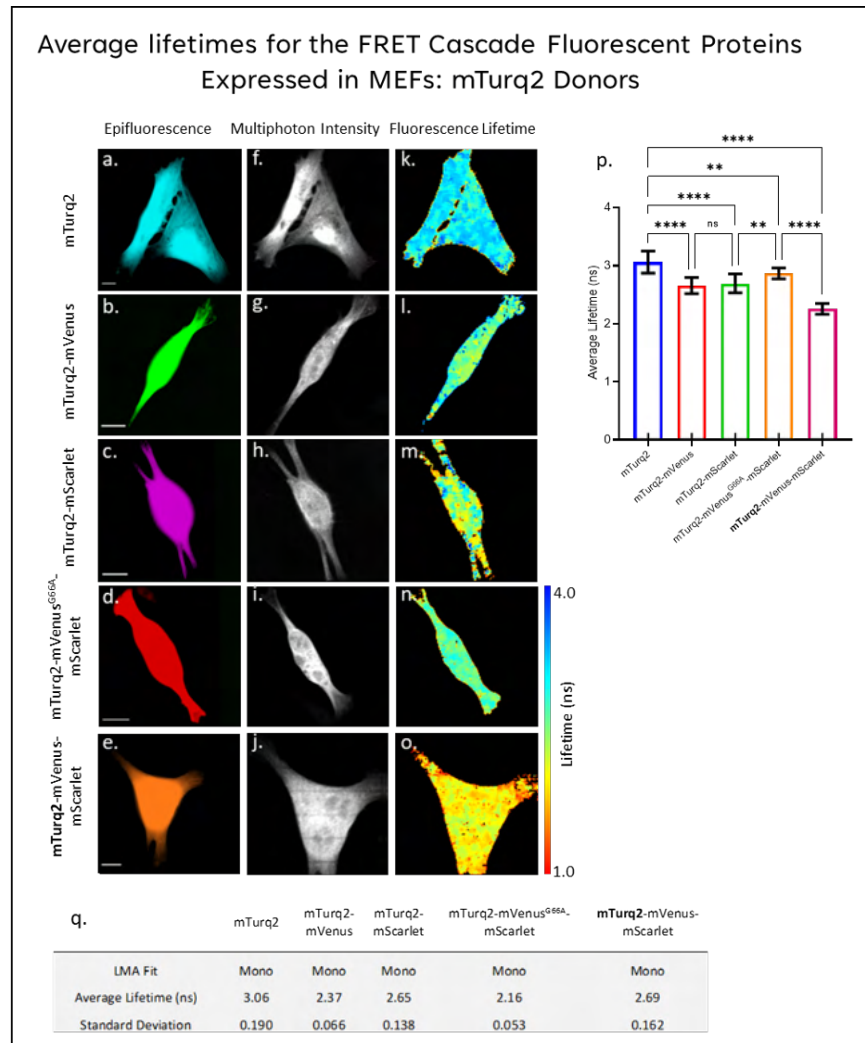 Average lifetimes for the FRET Cascade Fluorescent Proteins
Expressed in MEFs: mTurq2 Donors
Epifluorescence Multiphoton Intensity Fluorescence Lifetime
mTurq2
a. f. k.
mTurq2-mVenus
b. g. l.
mTurq2-mScarlet
c. h. m.
mTurq2-mVenusG66A-
mScarlet
d. i. n.
mTurq2-mVenus-
mScarlet
e. j. o.
4.0
Lifetime (ns)
1.0
p.
****
**
****
**** ns ** ****
Average Lifetime (ns)
4
3
2
1
0
mTurq2
mTurq2-mVenus
mTurq2-mScarlet
mTurq2-mVenusG66A-mScarlet
mTurq2-mVenus-mScarlet
q.
mTurq2 mTurq2-mVenus mTurq2-mScarlet mTurq2-mVenusG66A-mScarlet mTurq2-mVenus-mScarlet
LMA Fit Mono Mono Mono Mono Mono
Average Lifetime (ns) 3.06 2.37 2.65 2.16 2.69
Standard Deviation 0.190 0.066 0.138 0.053 0.162